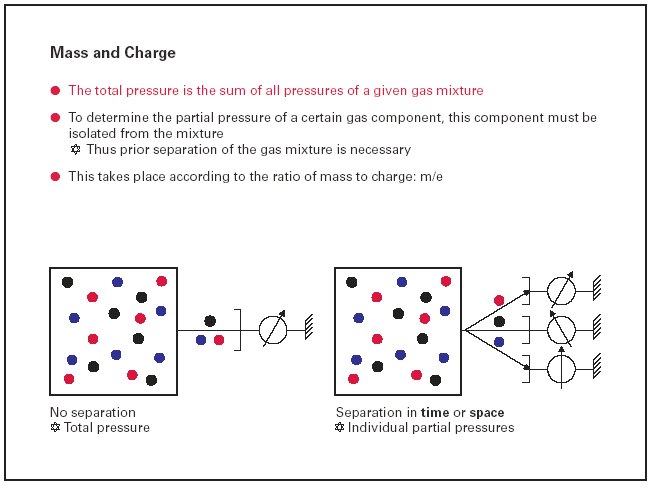 Mass and Charge
● The total pressure is the sum of all pressures of a given gas mixture
● To determine the partial pressure of a certain gas component, this component must be
isolated from the mixture
✡ Thus prior separation of the gas mixture is necessary
● This takes place according to the ratio of mass to charge: m/e
No separation
✡ Total pressure
Separation in time or space
✡ Individual partial pressures